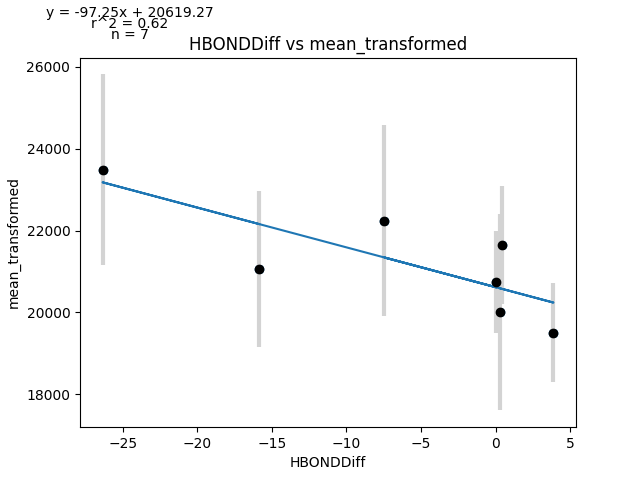 y = -97.25x + 20619.27
r^2 = 0.62
n = 7
HBONDDiff vs mean_transformed
26000
24000
22000
20000
18000
mean_transformed
−25
−20
−15
−10
−5
0
5
HBONDDiff